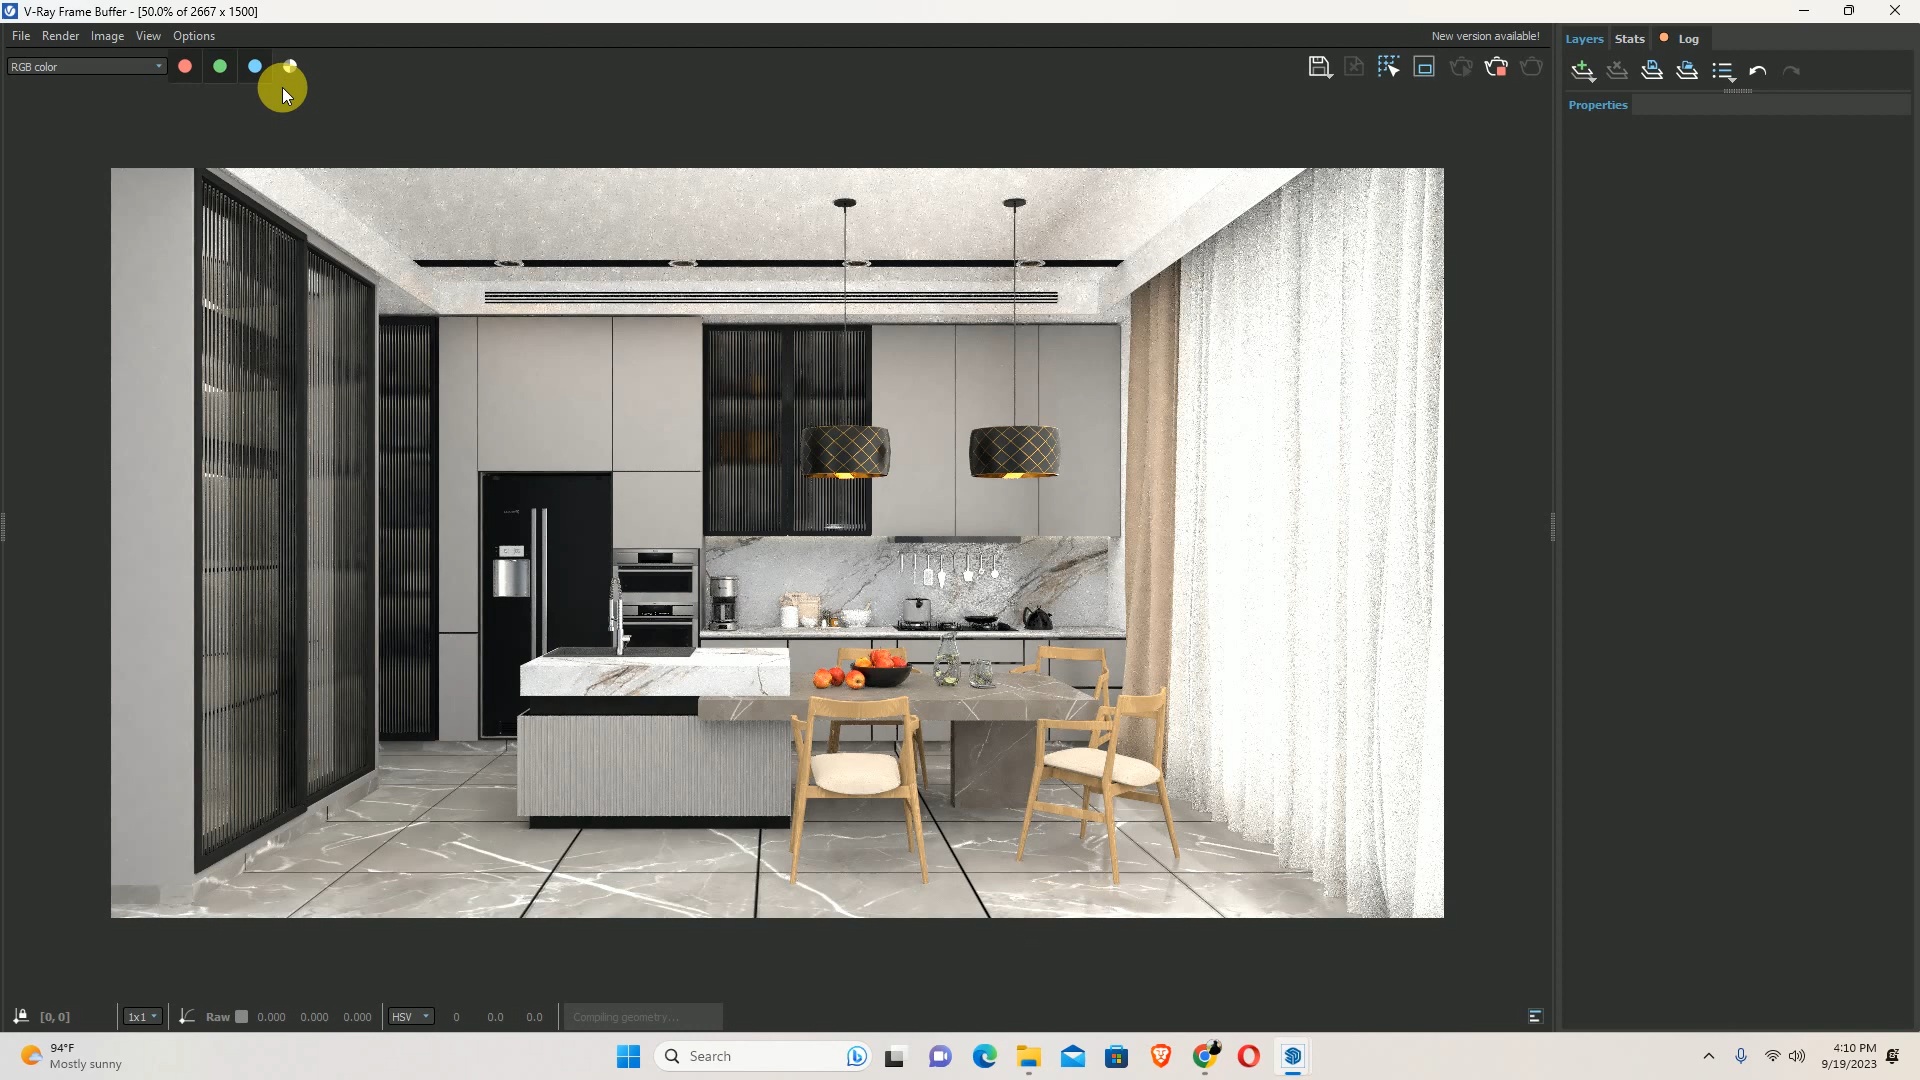 V-Ray Frame Buffer - [50.0% of 2667 x 1500]
File Render Image View Options
New version available!
Layers Stats Log
RGB color
Properties
[0, 0]
1x1
Raw 0.000 0.000 0.000
HSV 0 0.0 0.0
Compiling geometry...
94°F
Mostly sunny
Search
4:10 PM
9/19/2023